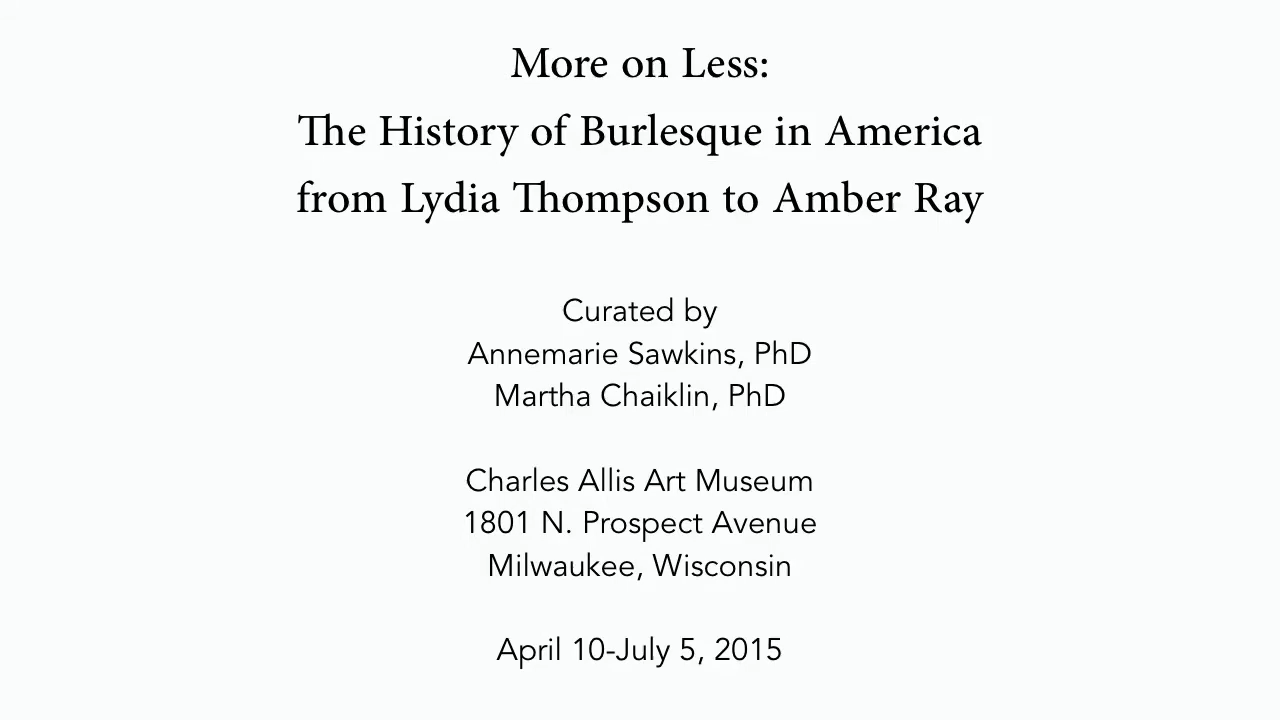 More on Less:
The History of Burlesque in America
from Lydia Thompson to Amber Ray
Curated by
Annemarie Sawkins, PhD
Martha Chaiklin, PhD
Charles Allis Art Museum
1801 N. Prospect Avenue
Milwaukee, Wisconsin
April 10-July 5, 2015